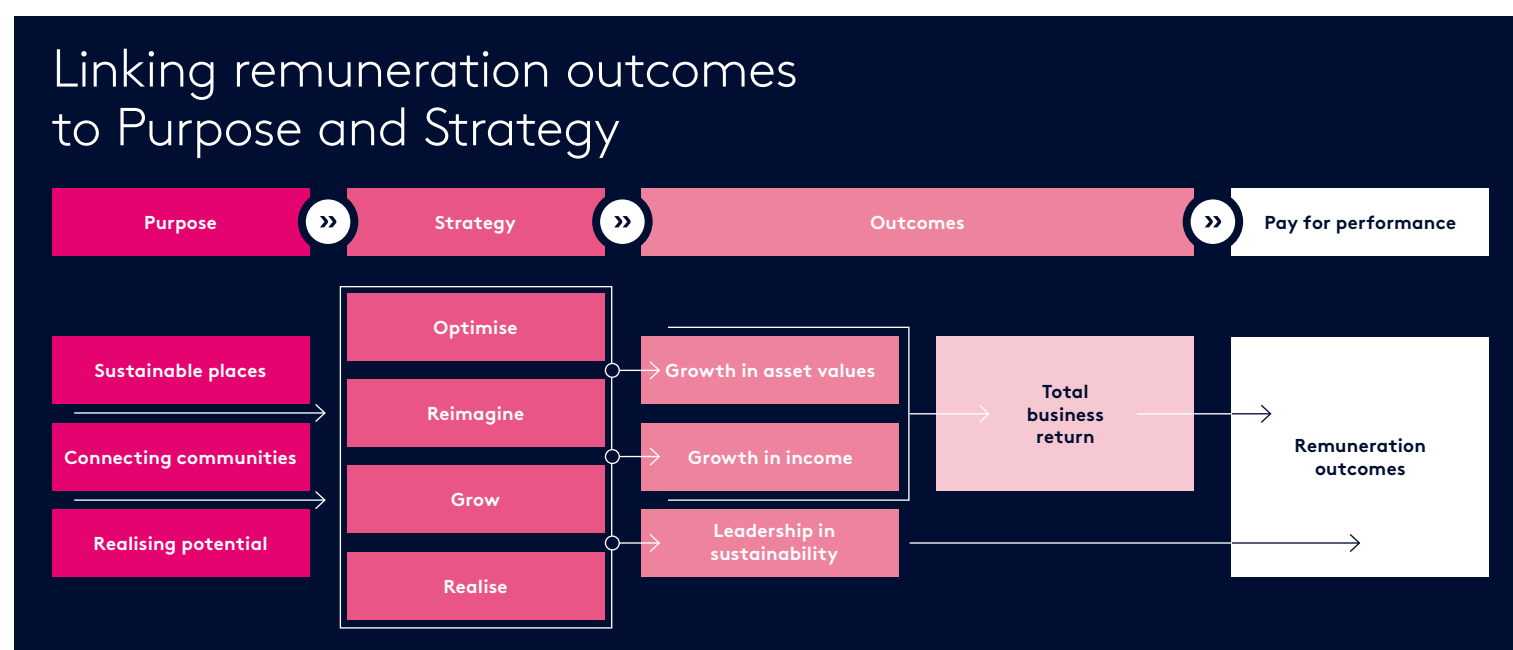 Linking remuneration outcomes
to Purpose and Strategy
Purpose
Strategy
Outcomes
Pay for performance
Sustainable places
Connecting communities
Realising potential
Optimise
Reimagine
Grow
Realise
Growth in asset values
Growth in income
Leadership in
sustainability
Total
business
return
Remuneration
outcomes